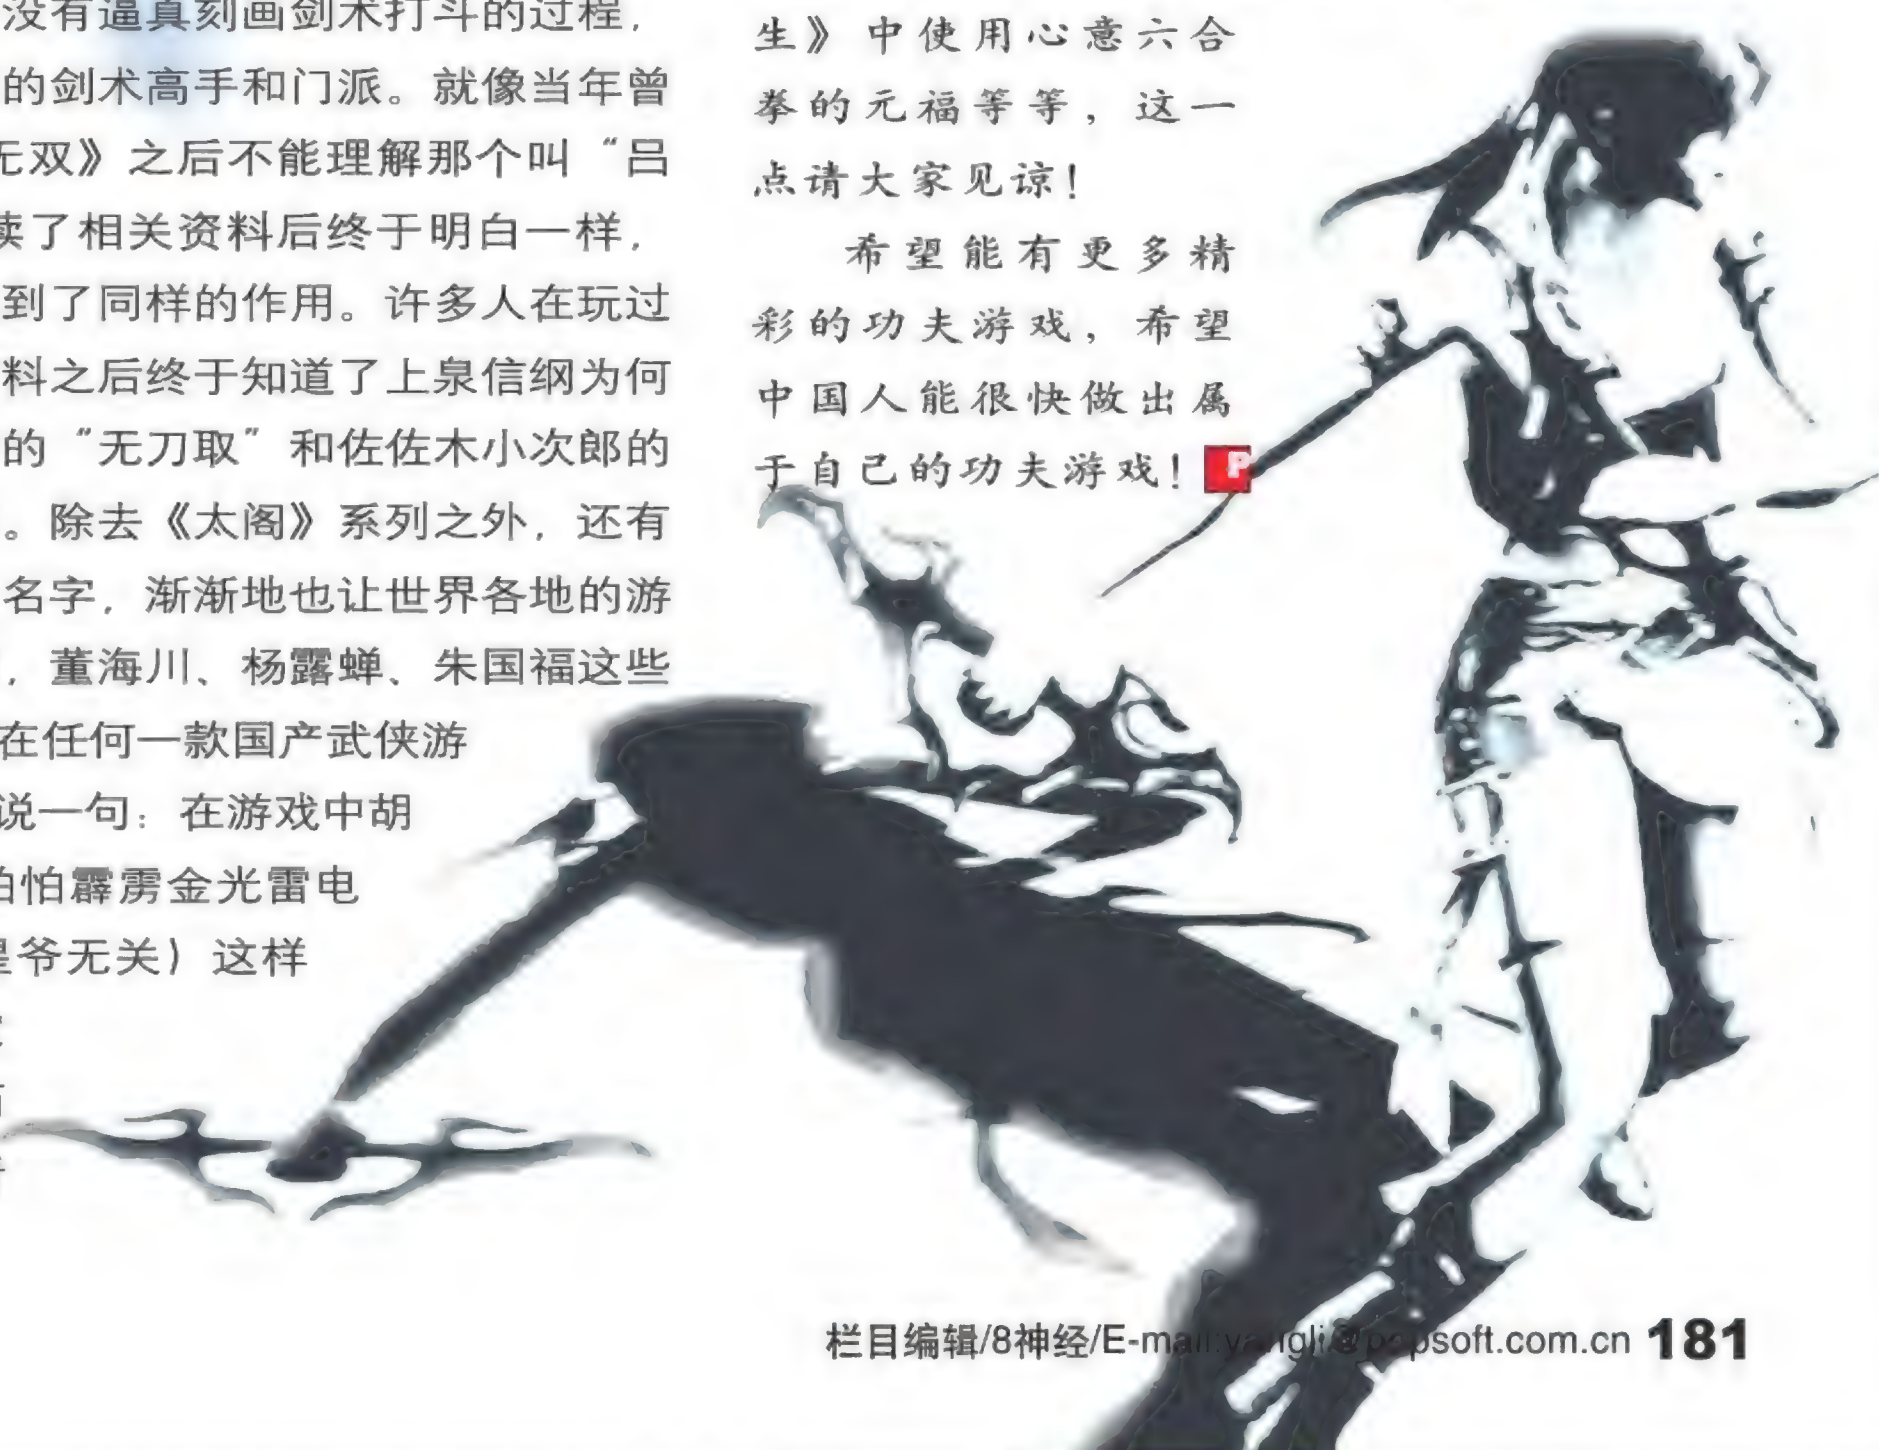 没有逼真刻画剑术打斗的过程，
的剑术高手和门派。就像当年曾
无双》之后不能理解那个叫“吕
读了相关资料后终于明白一样，
到了同样的作用。许多人在玩过
料之后终于知道了上泉信纲为何
的“无刀取”和佐佐木小次郎的
。除去《太阁》系列之外，还有
名字，渐渐地也让世界各地的游
，董海川、杨露蝉、朱国福这些
在任何一款国产武侠游
说一句：在游戏中胡
怕怕霹雳金光雷电
星爷无关）这样
生》中使用心意六合
拳的元福等等，这一
点请大家见谅！
希望能有更多精
彩的功夫游戏，希望
中国人能很快做出属
于自己的功夫游戏！P
栏目编辑/8神经/E-mail:yangli@popsoft.com.cn 181